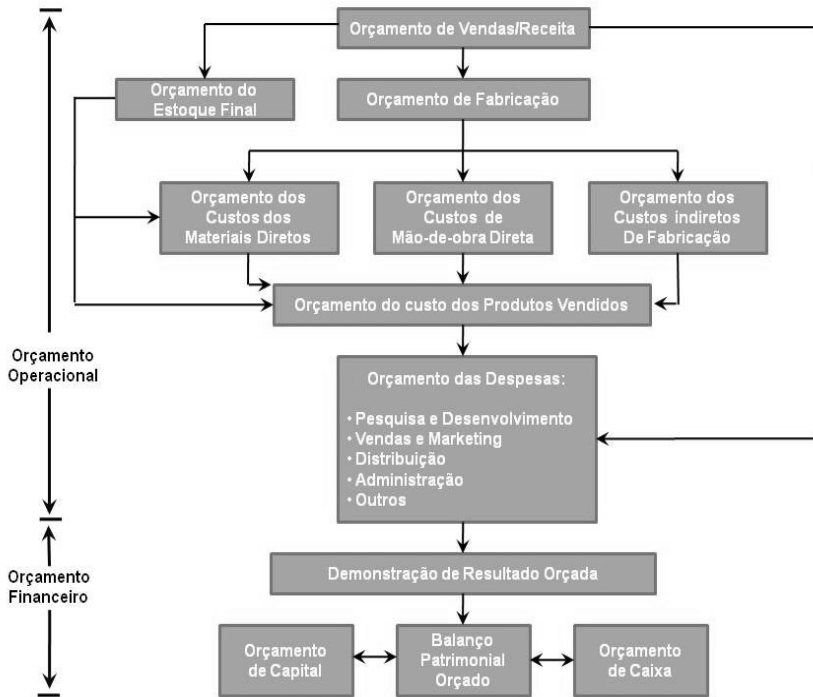 Orçamento de Vendas/Receita
Orçamento do
Estoque Final
Orçamento de Fabricação
Orçamento dos
Custos dos
Materiais Diretos
Orçamento dos
Custos de
Mão-de-obra Direta
Orçamento dos
Custos indiretos
De Fabricação
Orçamento do custo dos Produtos Vendidos
Orçamento
Operacional
Orçamento das Despesas:
• Pesquisa e Desenvolvimento
• Vendas e Marketing
• Distribuição
• Administração
• Outros
Orçamento
Financeiro
Demonstração de Resultado Orçada
Orçamento
de Capital
Balanço
Patrimonial
Orçado
Orçamento
de Caixa